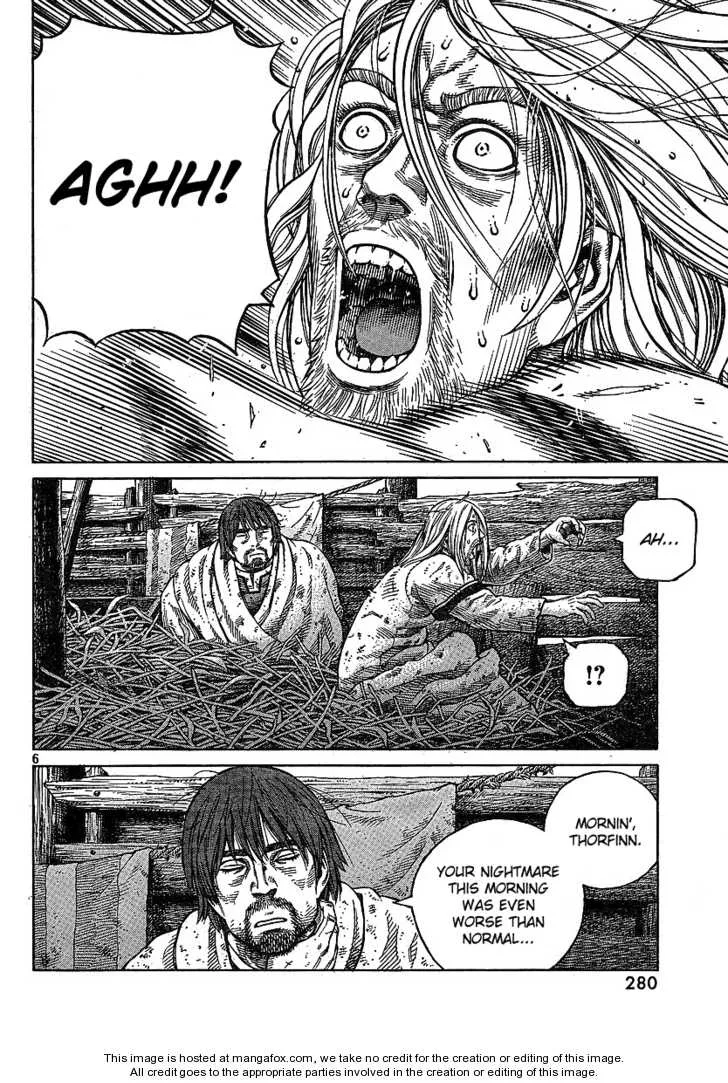 AGHH!
AH...
!?
6
MORNIN',
THORFINN.
YOUR NIGHTMARE
THIS MORNING
WAS EVEN
WORSE THAN
NORMAL...
280
This image is hosted at mangafox.com, we take no credit for the creation or editing of this image.
All credit goes to the appropriate parties involved in the creation or editing of this image.